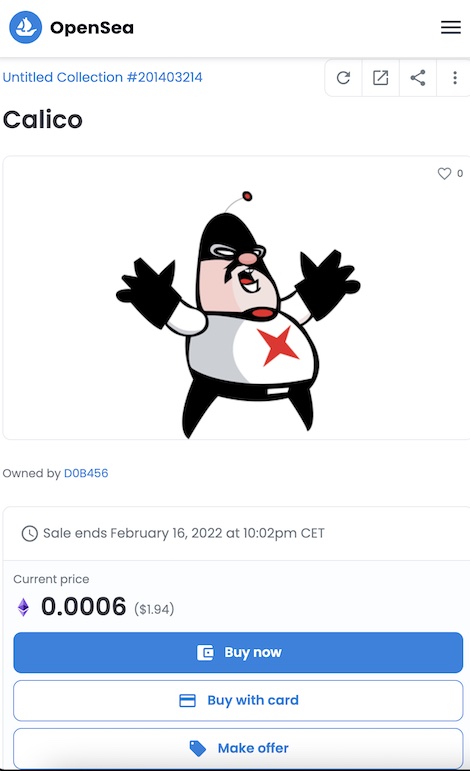 OpenSea
Untitled Collection #201403214
Calico
0
Owned by D0B456
Sale ends February 16, 2022 at 10:02pm CET
Current price
0.0006 ($1.94)
Buy now
Buy with card
Make offer